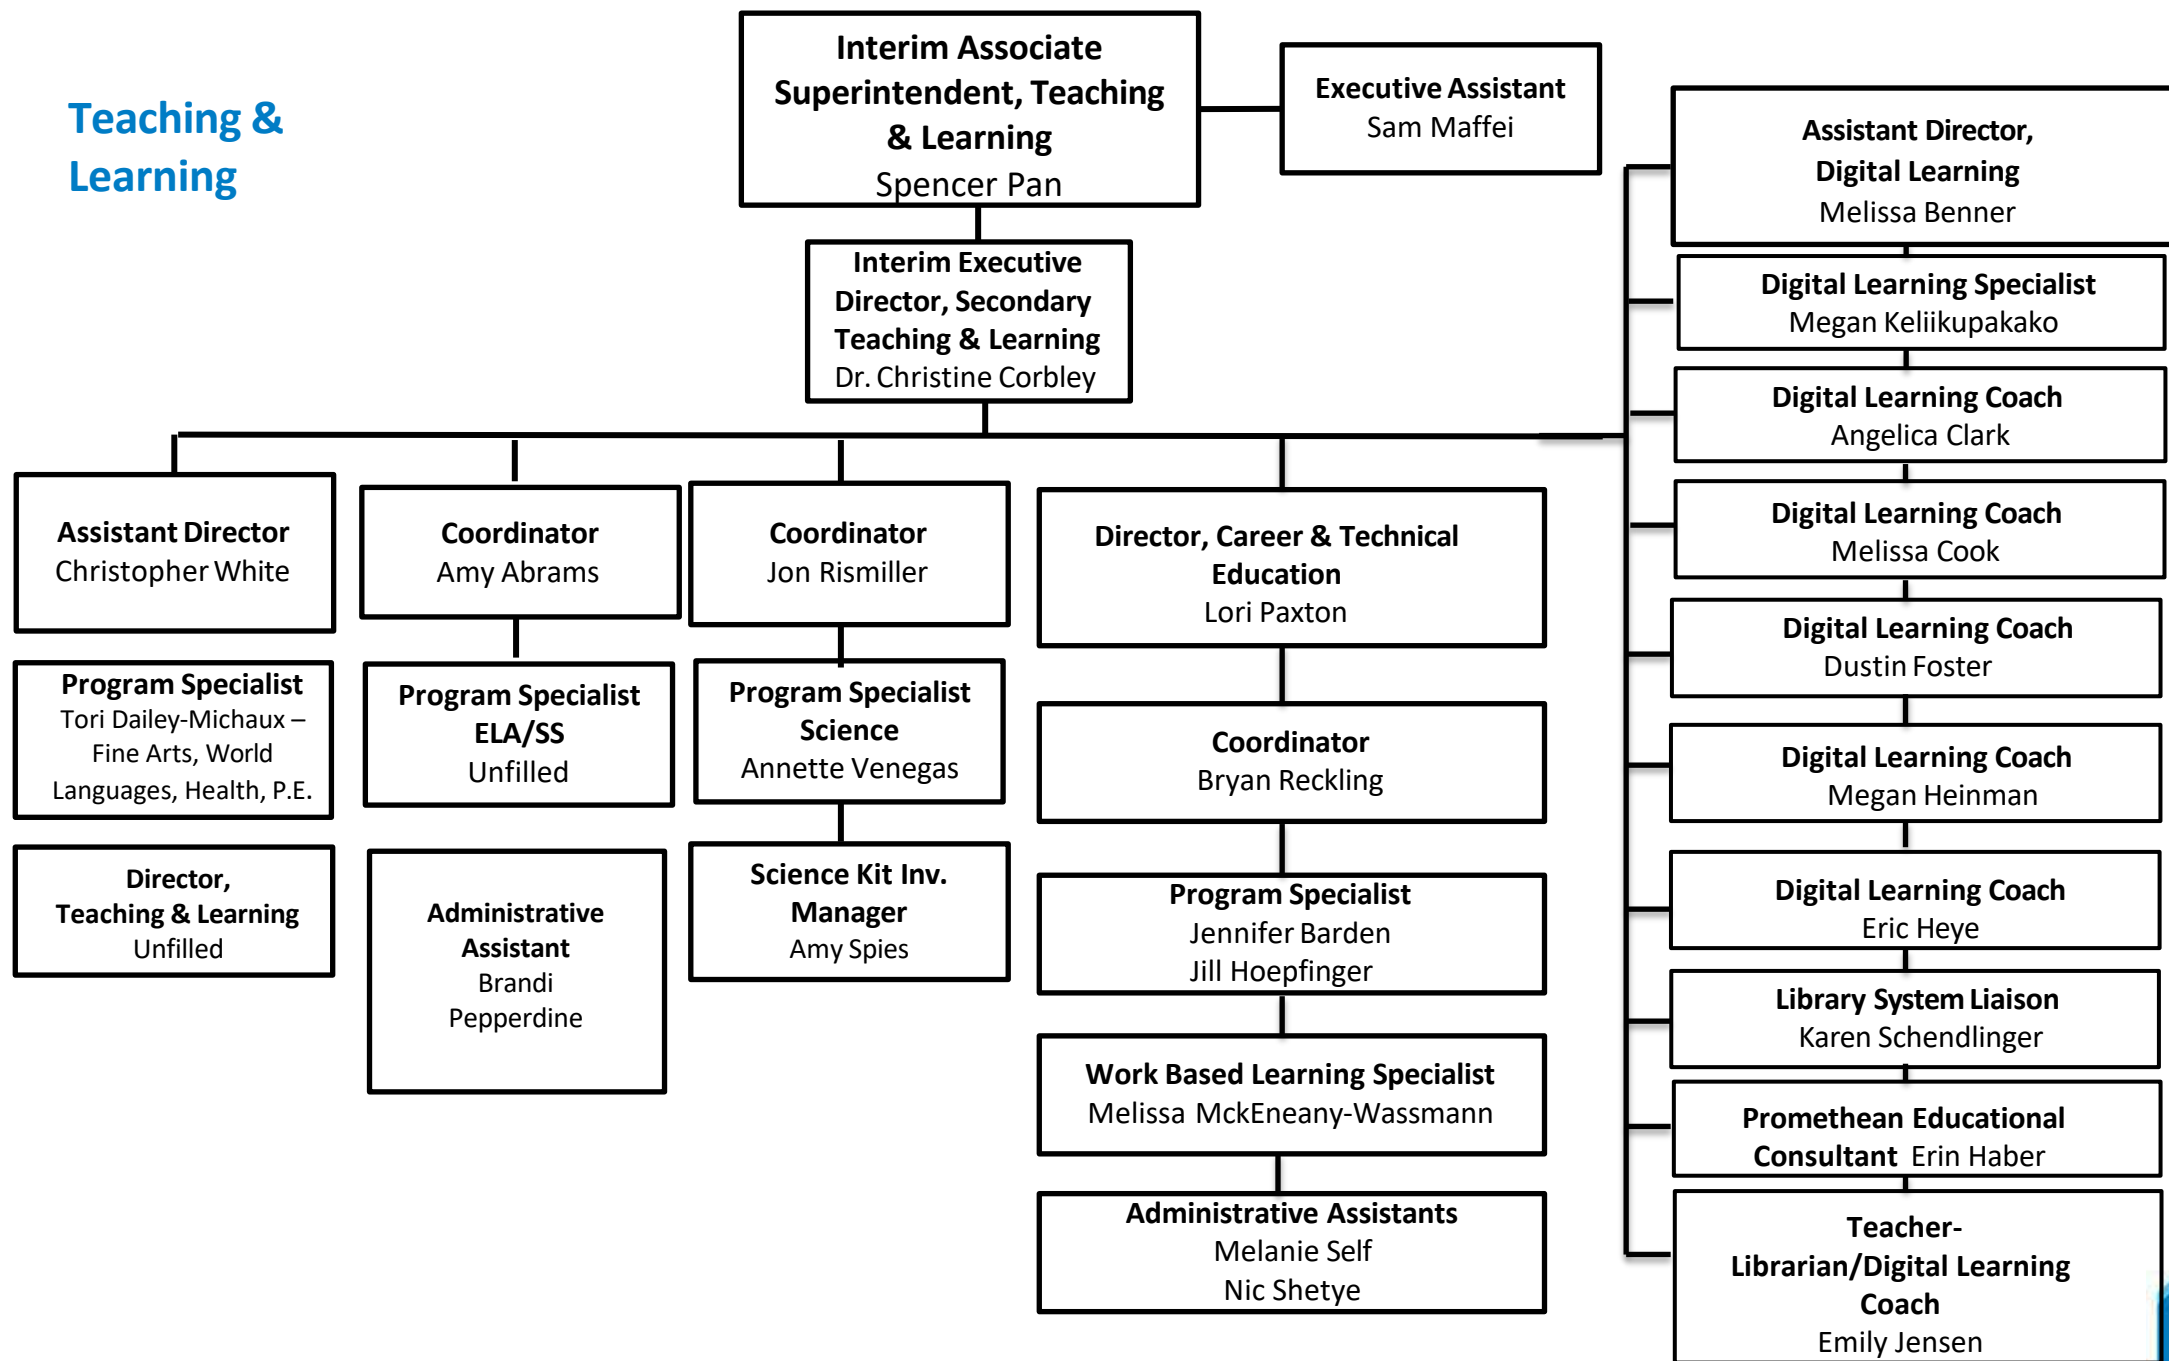 Teaching &
Learning
Interim Associate
Superintendent, Teaching
& Learning
Spencer Pan
Executive Assistant
Sam Maffei
Interim Executive
Director, Secondary
Teaching & Learning
Dr. Christine Corbley
Assistant Director
Christopher White
Program Specialist
Tori Dailey-Michaux –
Fine Arts, World
Languages, Health, P.E.
Director,
Teaching & Learning
Unfilled
Coordinator
Amy Abrams
Program Specialist
ELA/SS
Unfilled
Administrative
Assistant
Brandi
Pepperdine
Coordinator
Jon Rismiller
Program Specialist
Science
Annette Venegas
Science Kit Inv.
Manager
Amy Spies
Director, Career & Technical
Education
Lori Paxton
Coordinator
Bryan Reckling
Program Specialist
Jennifer Barden
Jill Hoepfinger
Work Based Learning Specialist
Melissa MckEneany-Wassmann
Administrative Assistants
Melanie Self
Nic Shetye
Assistant Director,
Digital Learning
Melissa Benner
Digital Learning Specialist
Megan Keliikupakako
Digital Learning Coach
Angelica Clark
Digital Learning Coach
Melissa Cook
Digital Learning Coach
Dustin Foster
Digital Learning Coach
Megan Heinman
Digital Learning Coach
Eric Heye
Library System Liaison
Karen Schendlinger
Promethean Educational
Consultant Erin Haber
Teacher-
Librarian/Digital Learning
Coach
Emily Jensen